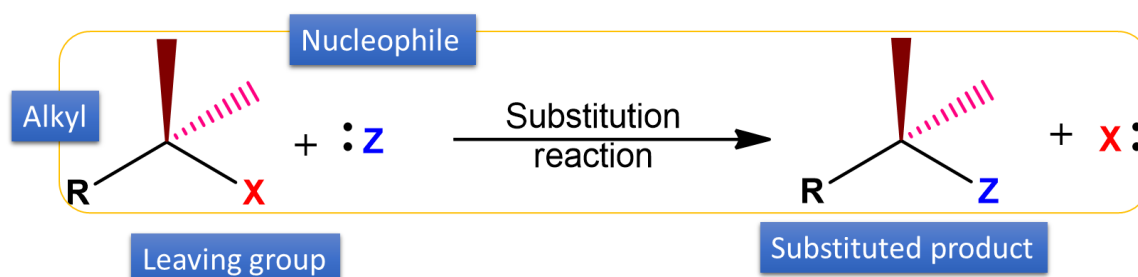 Nucleophile
Alkyl
R
X
+ :Z
Substitution
reaction
R
Z
+ X:
Leaving group
Substituted product